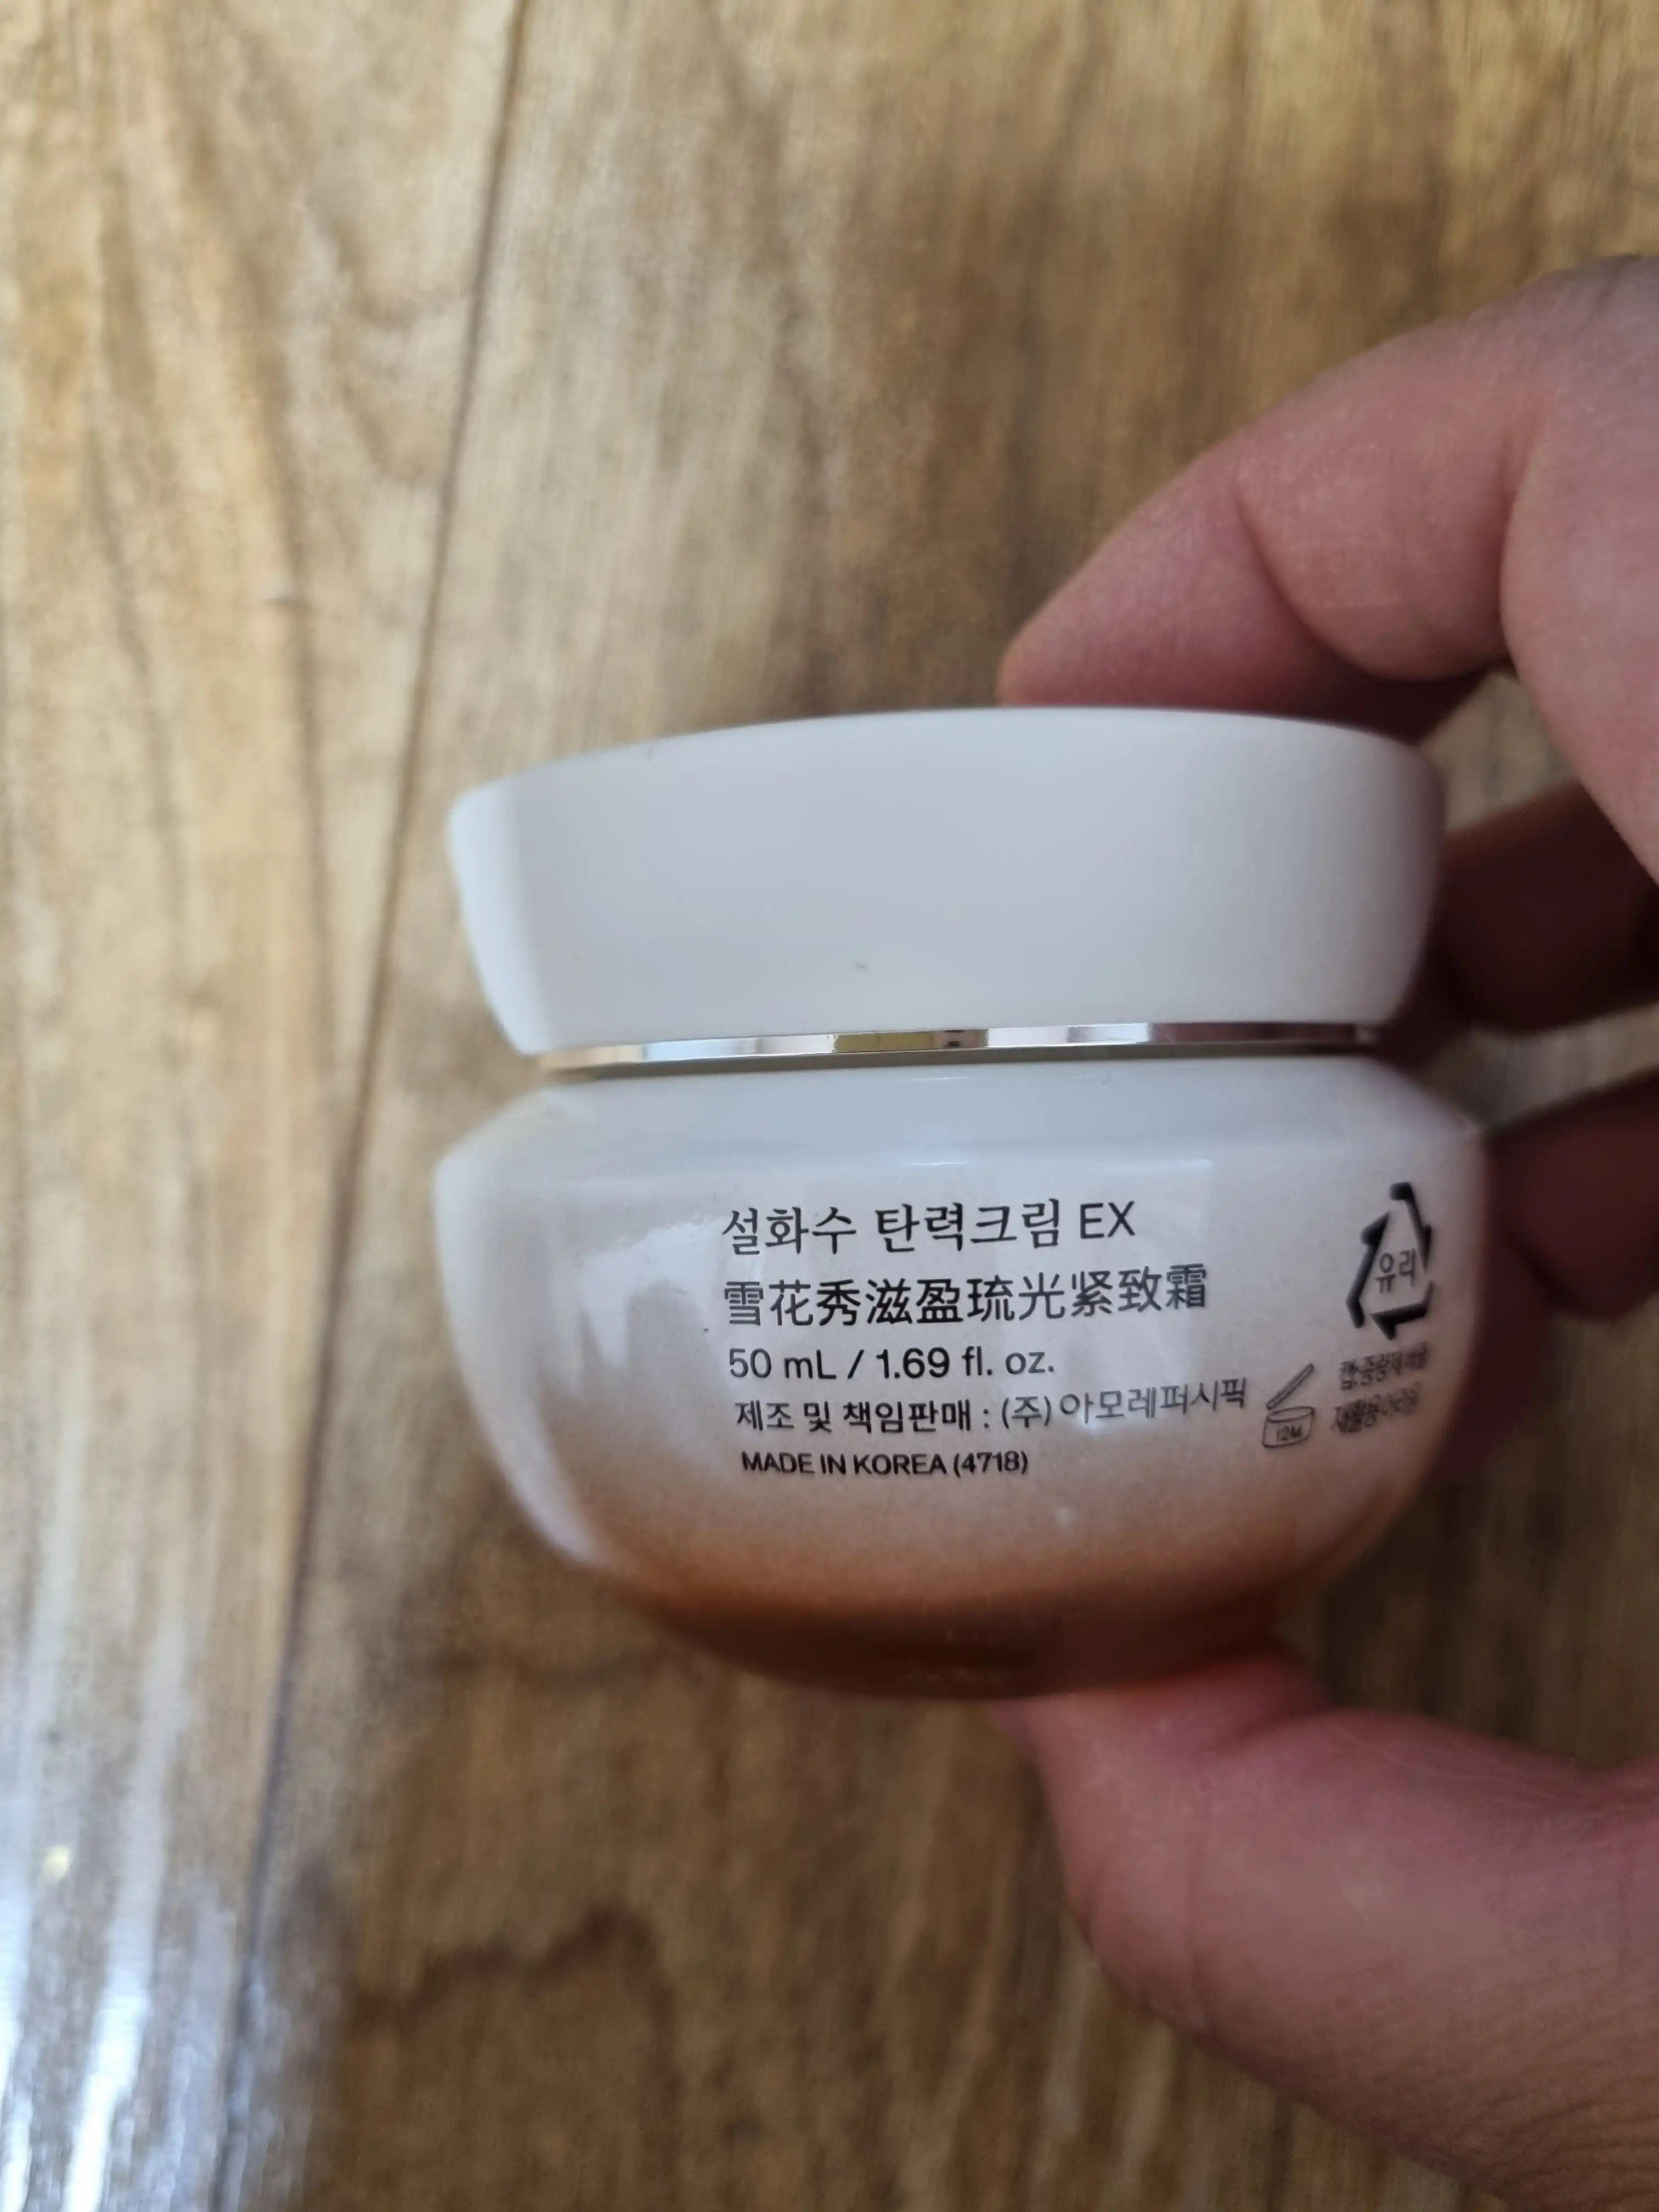 설화수 탄력크림 EX
雪花秀滋盈琉光紧致霜
50 mL / 1.69 fl. oz.
제조 및 책임판매 : (주)아모레퍼시픽
MADE IN KOREA (4718)
유리
12M